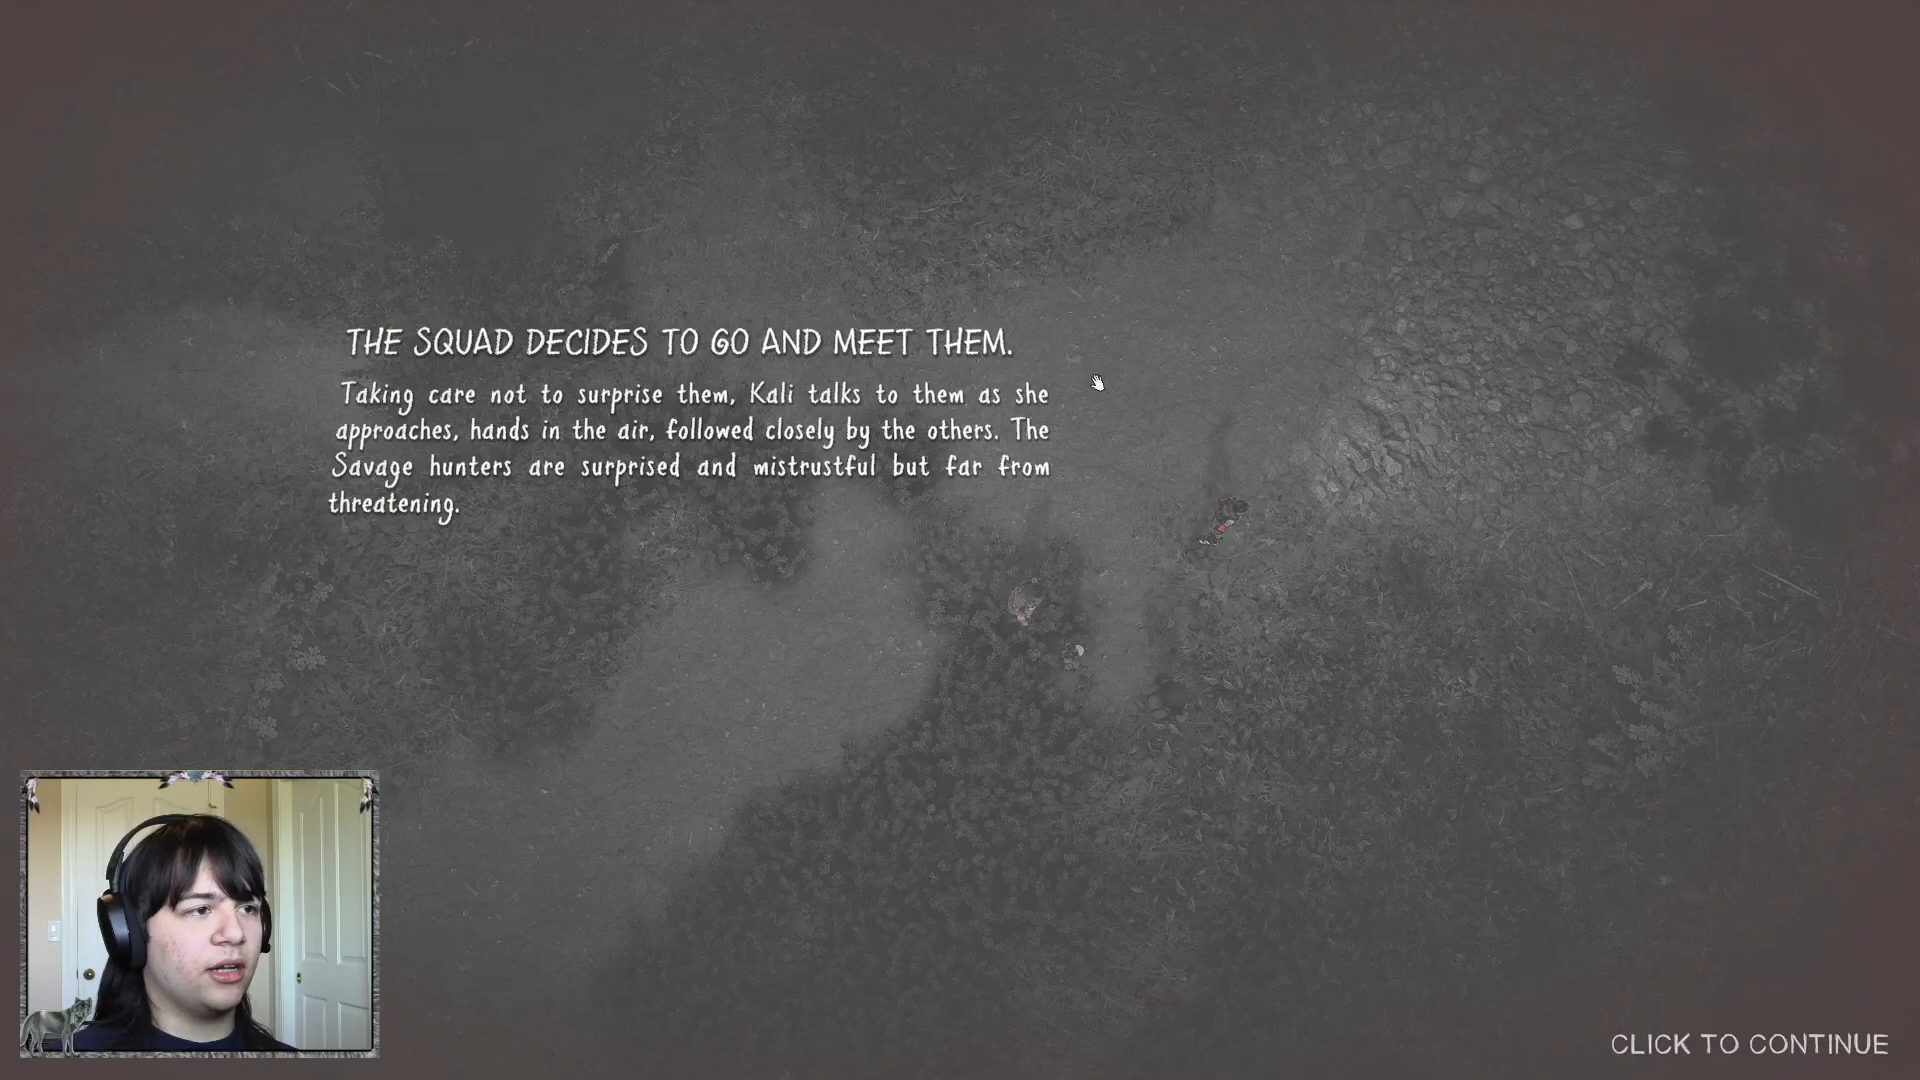 THE SQUAD DECIDES TO GO AND MEET THEM.
Taking care not to surprise them, Kali talks to them as she
approaches, hands in the air, followed closely by the others. The
Savage hunters are surprised and mistrustful but far from
threatening.
CLICK TO CONTINUE